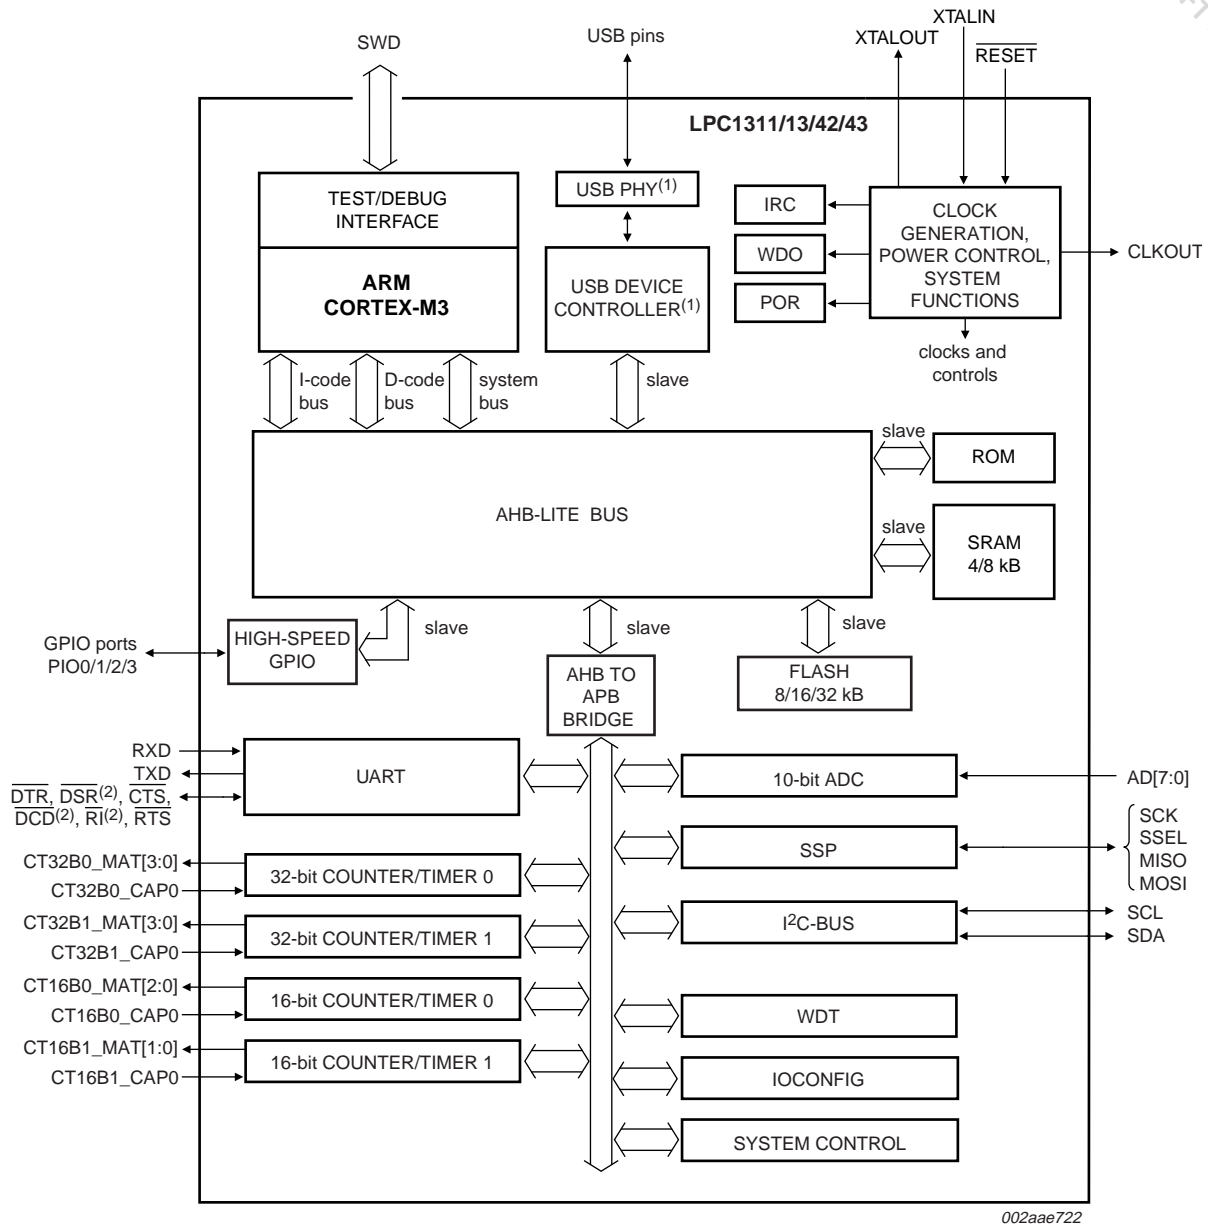 XTALIN
SWD
USB pins
XTALOUT
RESET
LPC1311/13/42/43
TEST/DEBUG
INTERFACE
ARM
CORTEX-M3
USB PHY(1)
USB DEVICE
CONTROLLER(1)
IRC
WDO
POR
CLOCK
GENERATION,
POWER CONTROL,
SYSTEM
FUNCTIONS
CLKOUT
clocks and
controls
I-code
bus
D-code
bus
system
bus
slave
AHB-LITE BUS
slave
ROM
slave
SRAM
4/8 kB
GPIO ports
PIO0/1/2/3
HIGH-SPEED
GPIO
slave
slave
slave
AHB TO
APB
BRIDGE
FLASH
8/16/32 kB
RXD
TXD
DTR, DSR(2), CTS,
DCD(2), RI(2), RTS
UART
10-bit ADC
AD[7:0]
SSP
SCK
SSEL
MISO
MOSI
CT32B0_MAT[3:0]
CT32B0_CAP0
32-bit COUNTER/TIMER 0
I2C-BUS
SCL
SDA
CT32B1_MAT[3:0]
CT32B1_CAP0
32-bit COUNTER/TIMER 1
CT16B0_MAT[2:0]
CT16B0_CAP0
16-bit COUNTER/TIMER 0
WDT
CT16B1_MAT[1:0]
CT16B1_CAP0
16-bit COUNTER/TIMER 1
IOCONFIG
SYSTEM CONTROL
002aae722